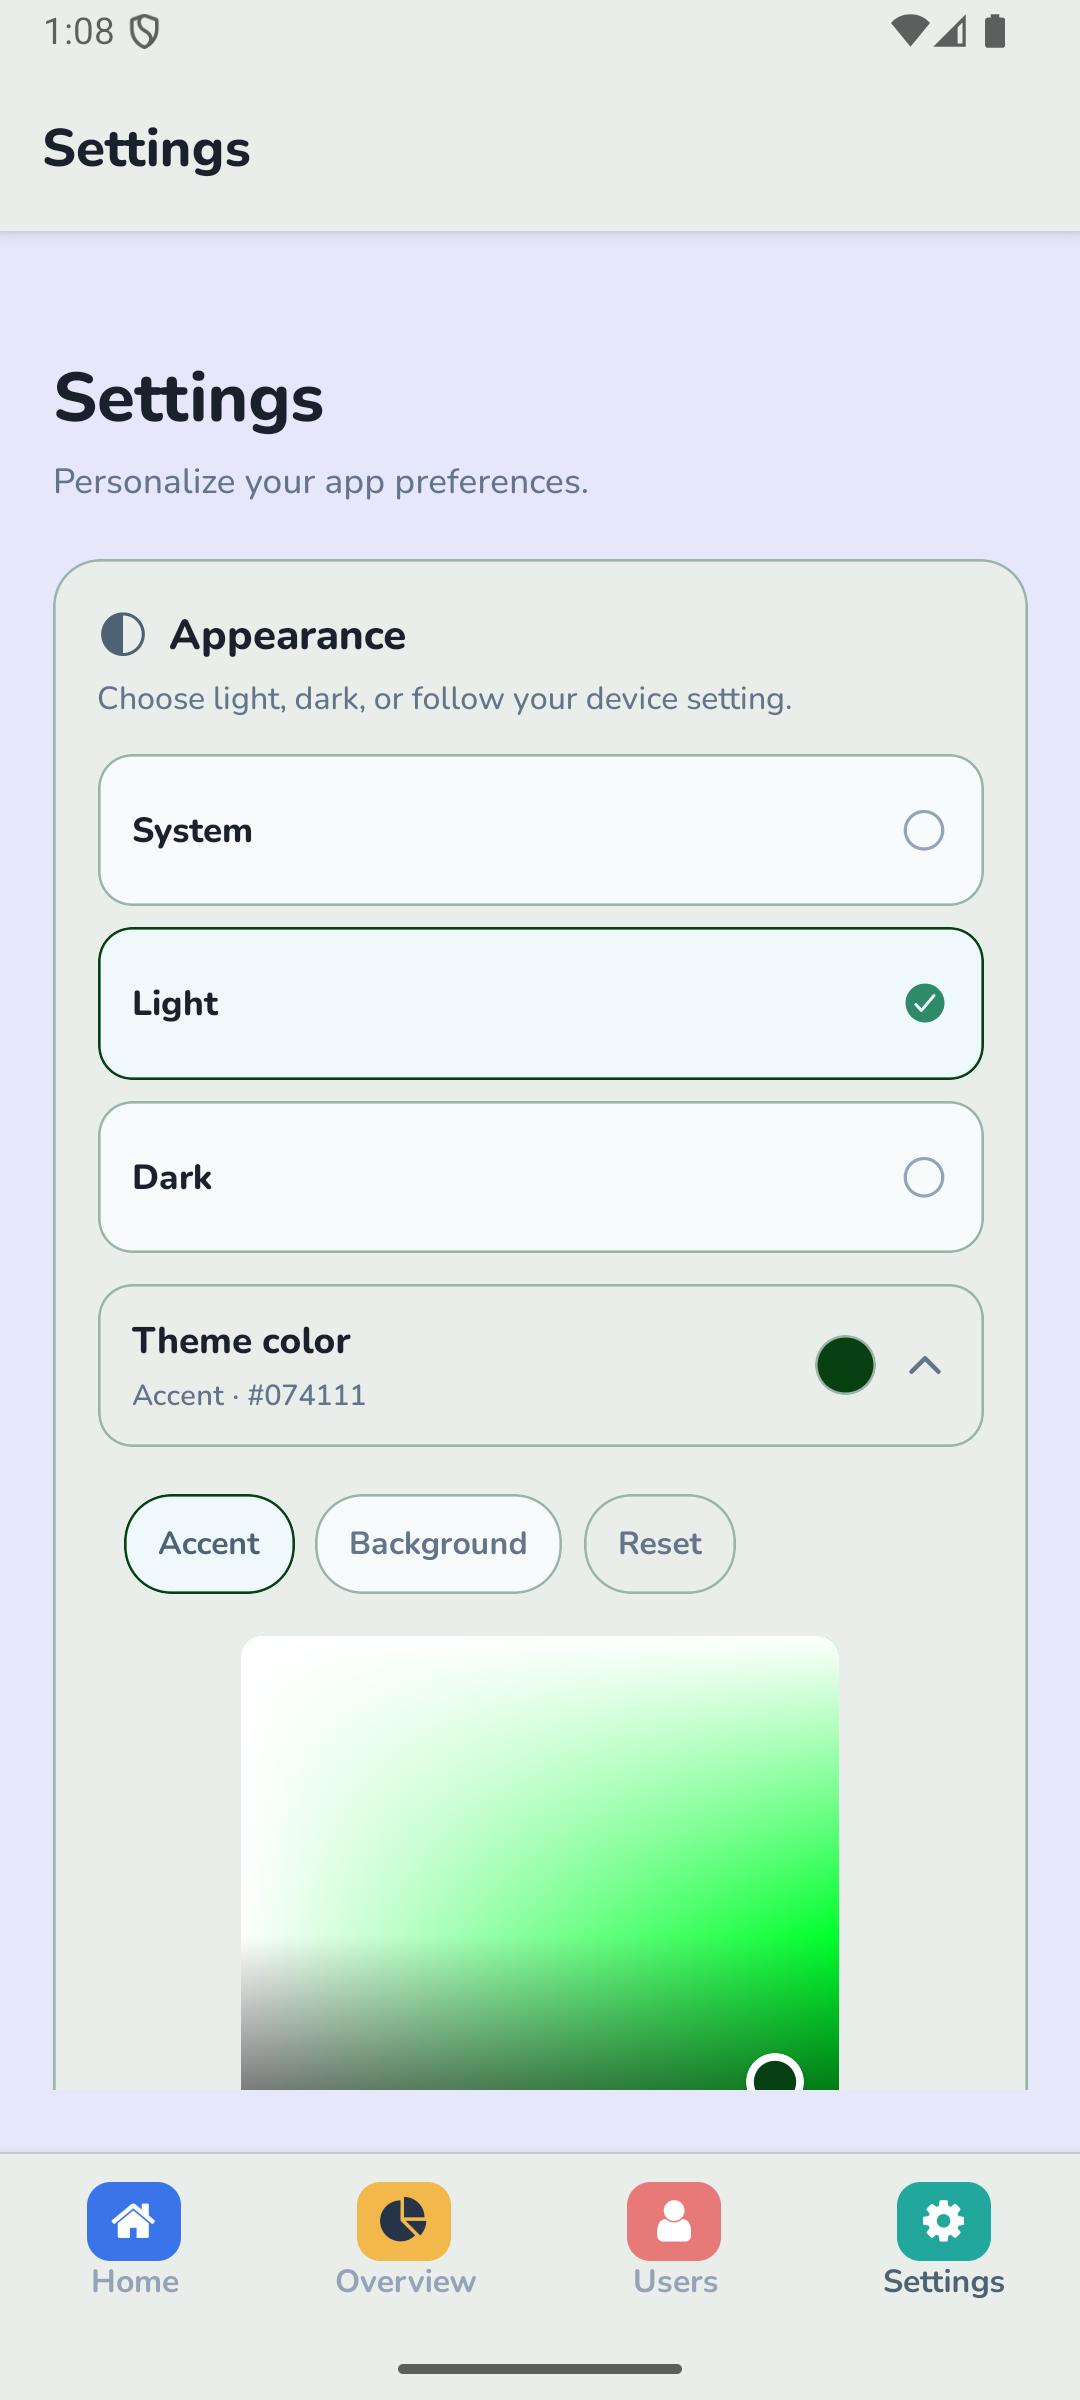 1:08
Settings
Settings
Personalize your app preferences.
Appearance
Choose light, dark, or follow your device setting.
System
Light
Dark
Theme color
Accent · #074111
Accent Background Reset
Home Overview Users Settings